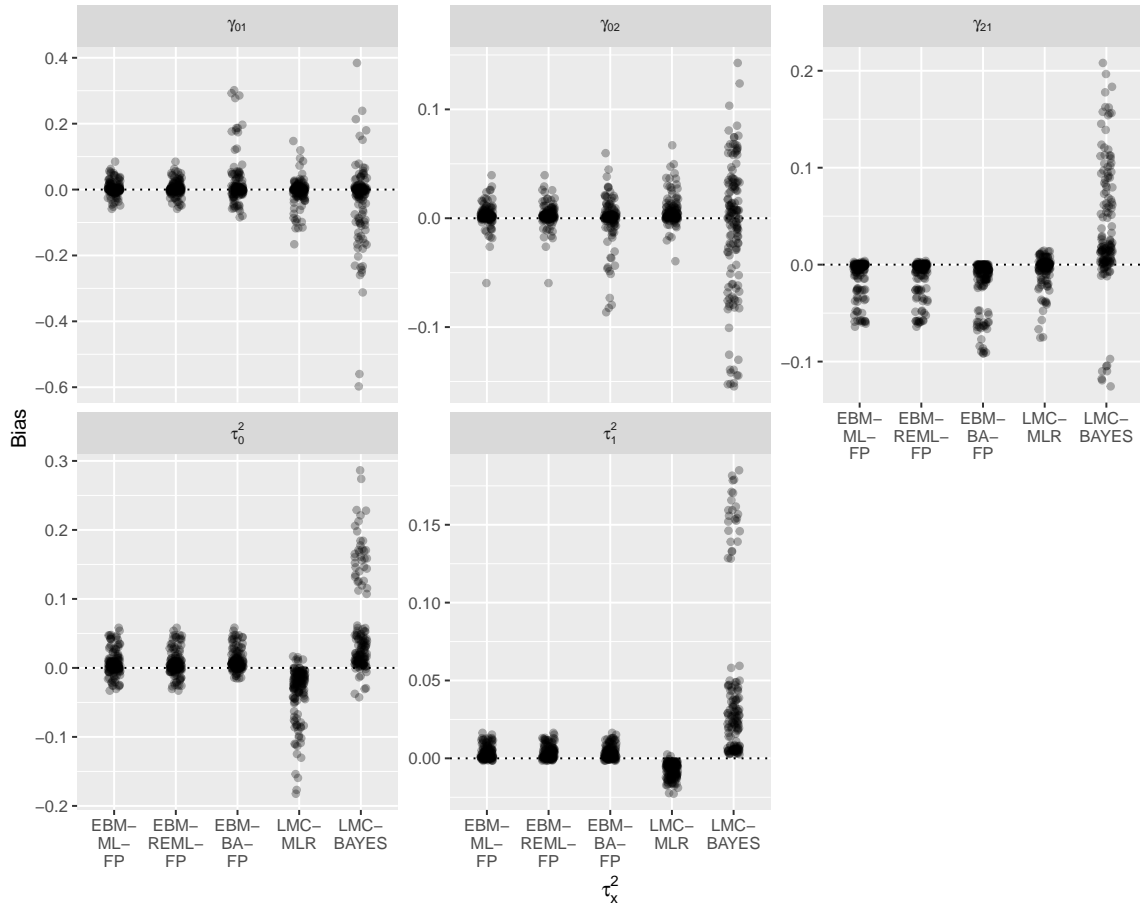 γ01 γ02 γ21
0.4
0.2
0.0
−0.2
−0.4
−0.6
0.1
0.0
−0.1
0.2
0.1
0.0
−0.1
EBM−
ML−
FP
EBM−
REML−
FP
EBM−
BA−
FP
LMC−
MLR
LMC−
BAYES
Bias
τ²0 τ²1
0.3
0.2
0.1
0.0
−0.1
−0.2
0.15
0.10
0.05
0.00
EBM−
ML−
FP
EBM−
REML−
FP
EBM−
BA−
FP
LMC−
MLR
LMC−
BAYES
EBM−
ML−
FP
EBM−
REML−
FP
EBM−
BA−
FP
LMC−
MLR
LMC−
BAYES
τ²x